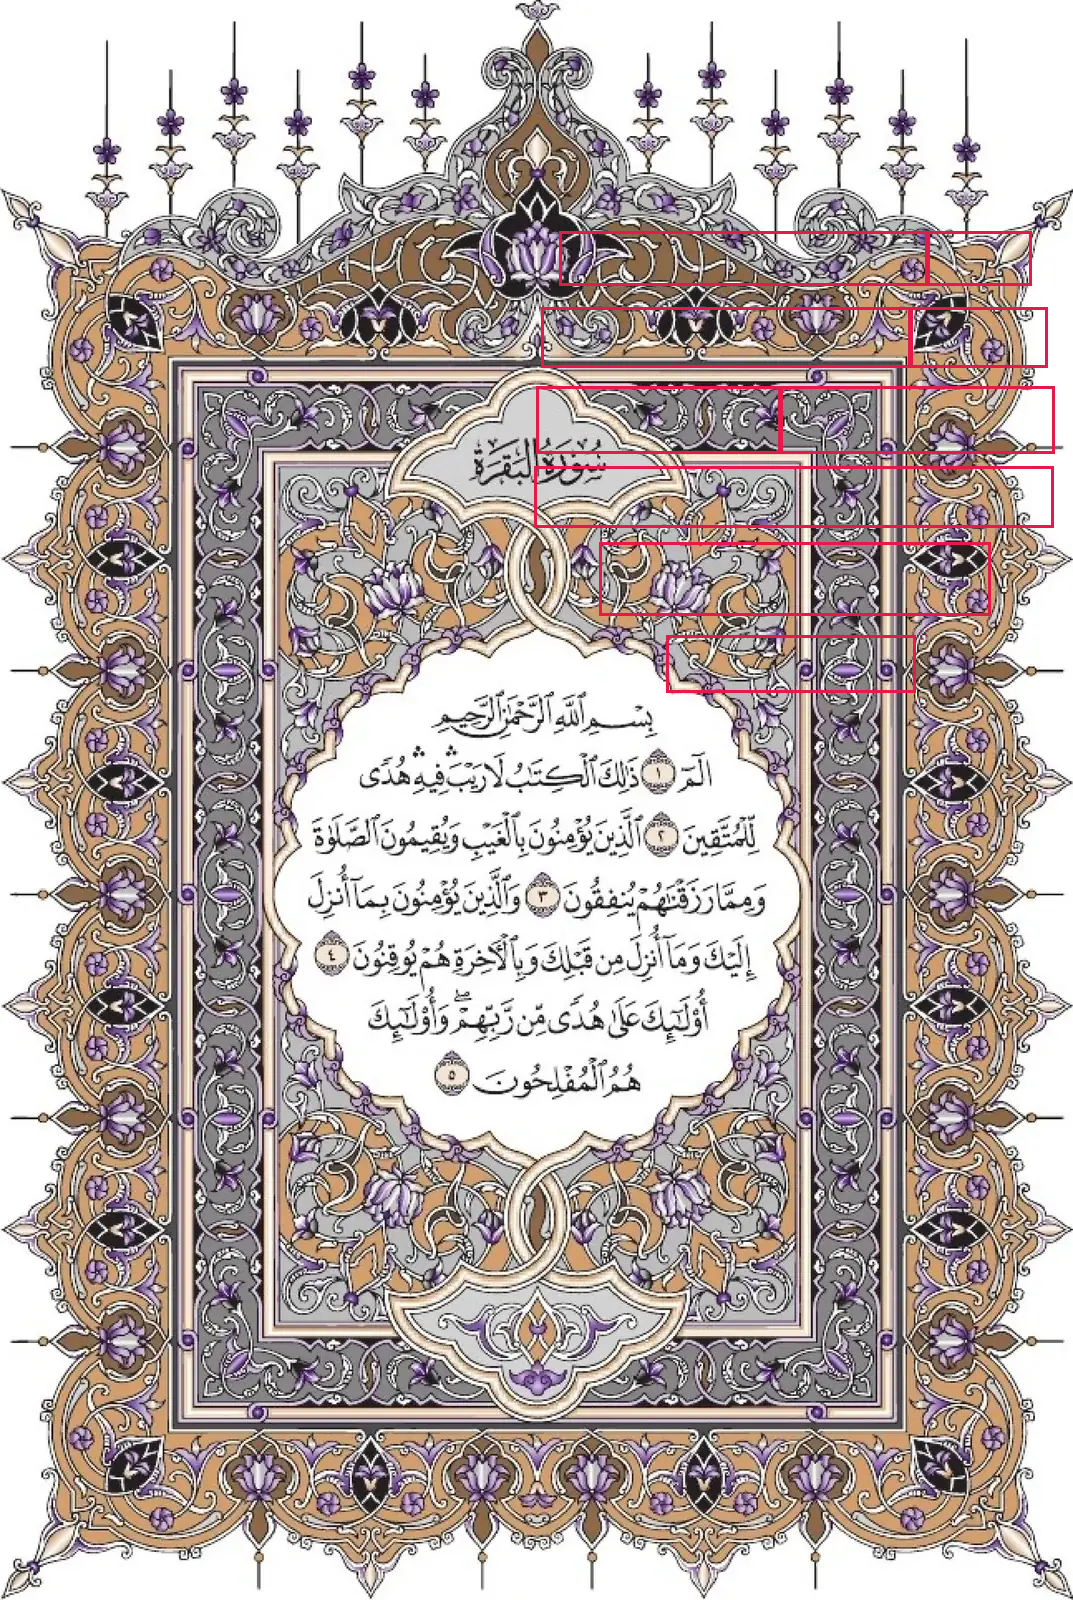 سُورَةُ الْبَقَرَةِ
بِسْمِ ٱللَّهِ ٱلرَّحْمَٰنِ ٱلرَّحِيمِ
الٓمٓ ١ ذَٰلِكَ ٱلْكِتَٰبُ لَا رَيْبَ ۛ فِيهِ ۛ هُدًى
لِّلْمُتَّقِينَ ٢ ٱلَّذِينَ يُؤْمِنُونَ بِٱلْغَيْبِ وَيُقِيمُونَ ٱلصَّلَوٰةَ
وَمِمَّا رَزَقْنَٰهُمْ يُنفِقُونَ ٣ وَٱلَّذِينَ يُؤْمِنُونَ بِمَآ أُنزِلَ
إِلَيْكَ وَمَآ أُنزِلَ مِن قَبْلِكَ وَبِٱلْأَخِرَةِ هُمْ يُوقِنُونَ ٤
أُو۟لَٰٓئِكَ عَلَىٰ هُدًى مِّن رَّبِّهِمْ ۖ وَأُو۟لَٰٓئِكَ
هُمُ ٱلْمُفْلِحُونَ ٥